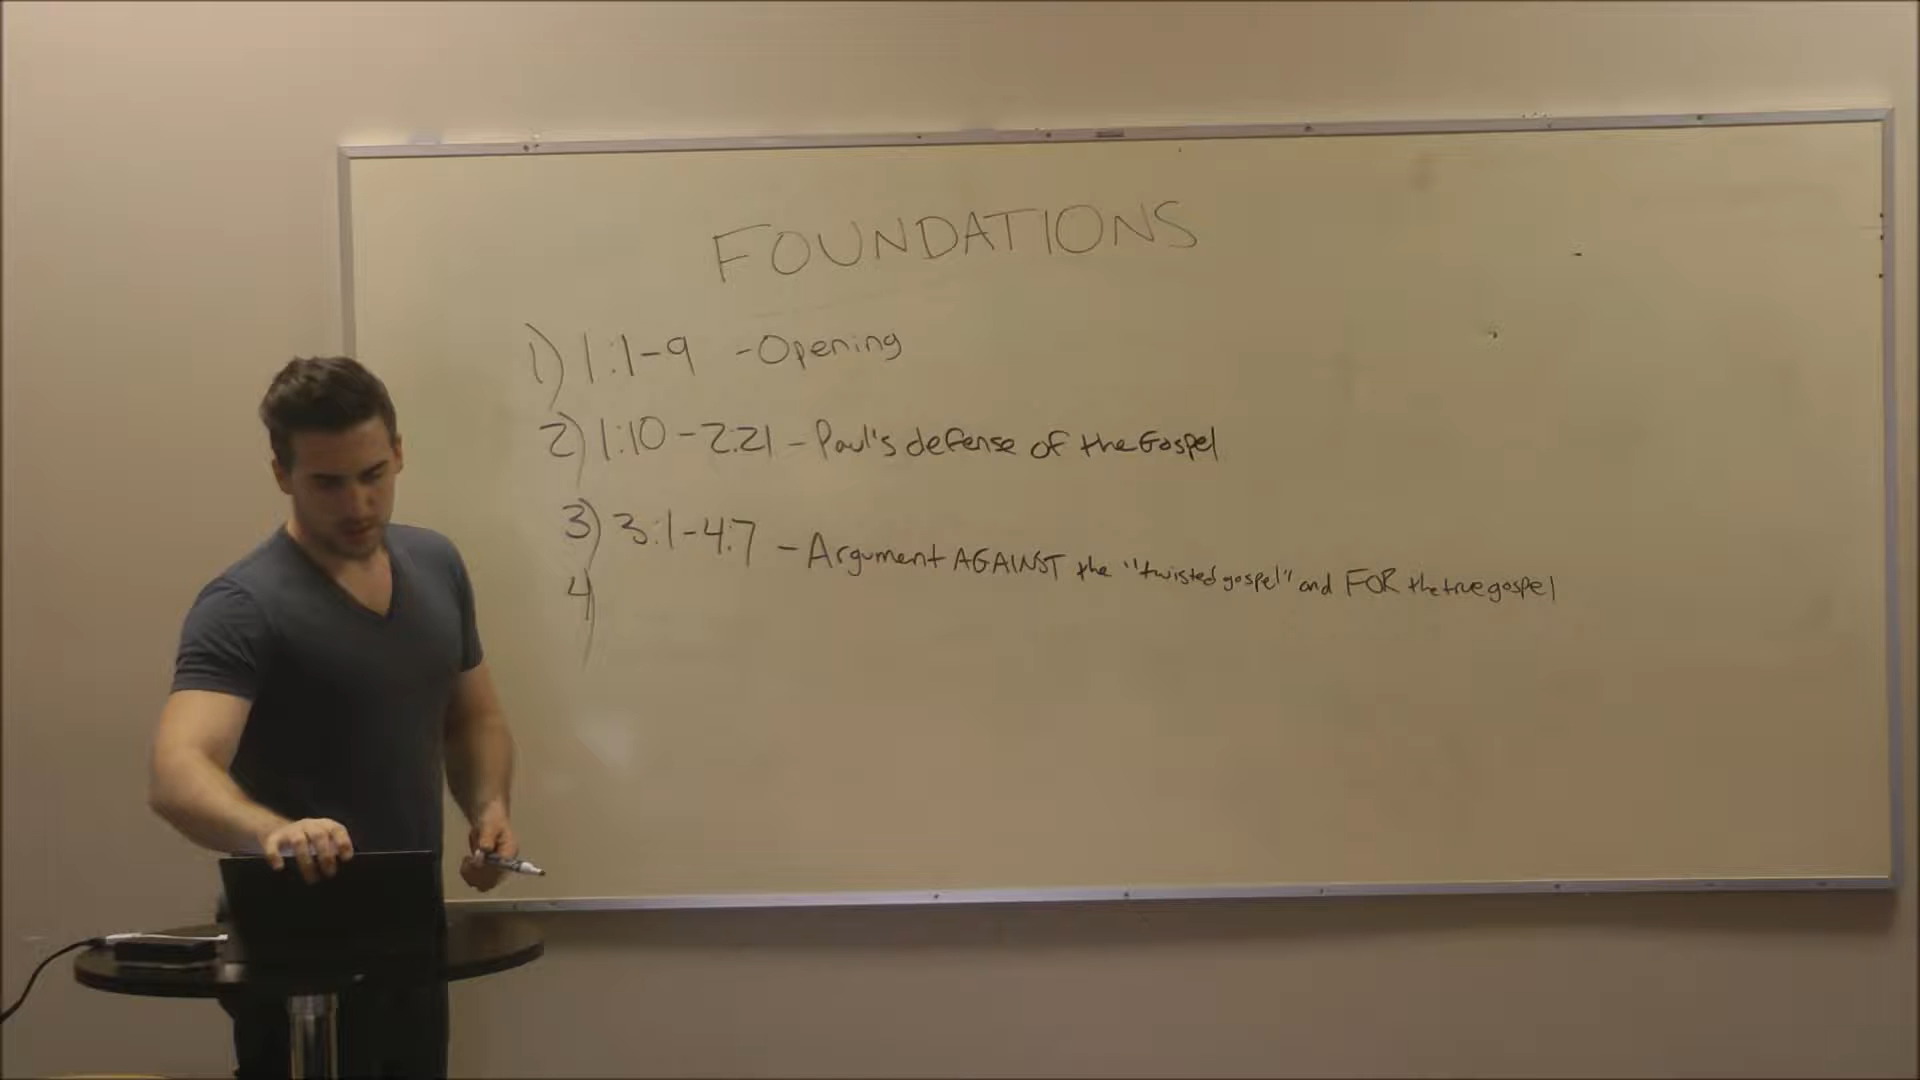 FOUNDATIONS
1) 1:1-9 - Opening
2) 1:10 - 2:21 - Paul's defense of the Gospel
3) 3:1-4:7 - Argument AGAINST the "twisted gospel" and FOR the true gospel
4)